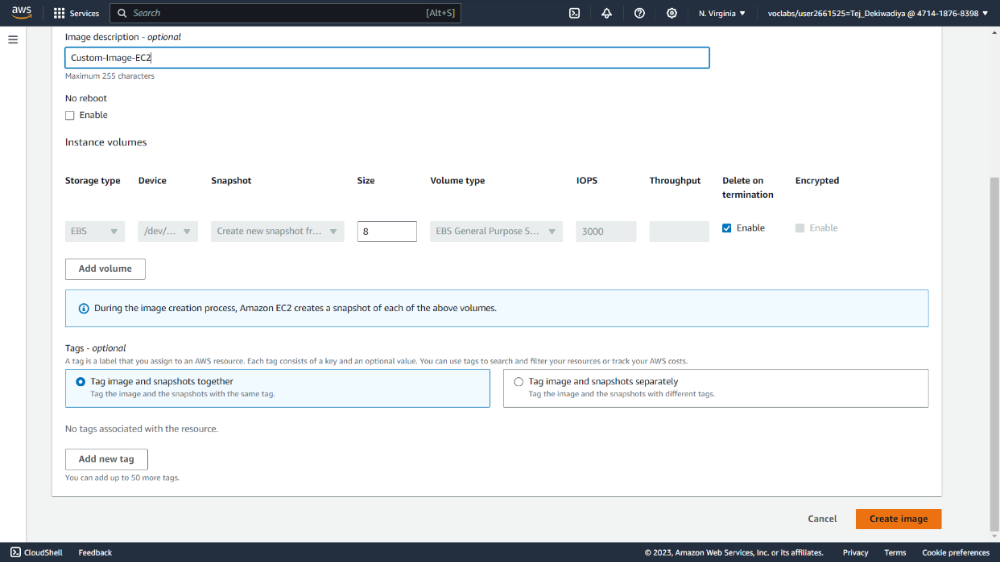 aws Services Search [Alt+S] N. Virginia ▼ voclabs/user2661525=Tej_Dekiwadiya @ 4714-1876-8398 ▼
Image description - optional
Custom-Image-EC2
Maximum 255 characters
No reboot
Enable
Instance volumes
Storage type Device Snapshot Size Volume type IOPS Throughput Delete on termination Encrypted
EBS /dev/... Create new snapshot fr... 8 EBS General Purpose S... 3000 Enable Enable
Add volume
During the image creation process, Amazon EC2 creates a snapshot of each of the above volumes.
Tags - optional
A tag is a label that you assign to an AWS resource. Each tag consists of a key and an optional value. You can use tags to search and filter your resources or track your AWS costs.
Tag image and snapshots together
Tag the image and the snapshots with the same tag.
Tag image and snapshots separately
Tag the image and the snapshots with different tags.
No tags associated with the resource.
Add new tag
You can add up to 50 more tags.
Cancel Create image
CloudShell Feedback © 2023, Amazon Web Services, Inc. or its affiliates. Privacy Terms Cookie preferences